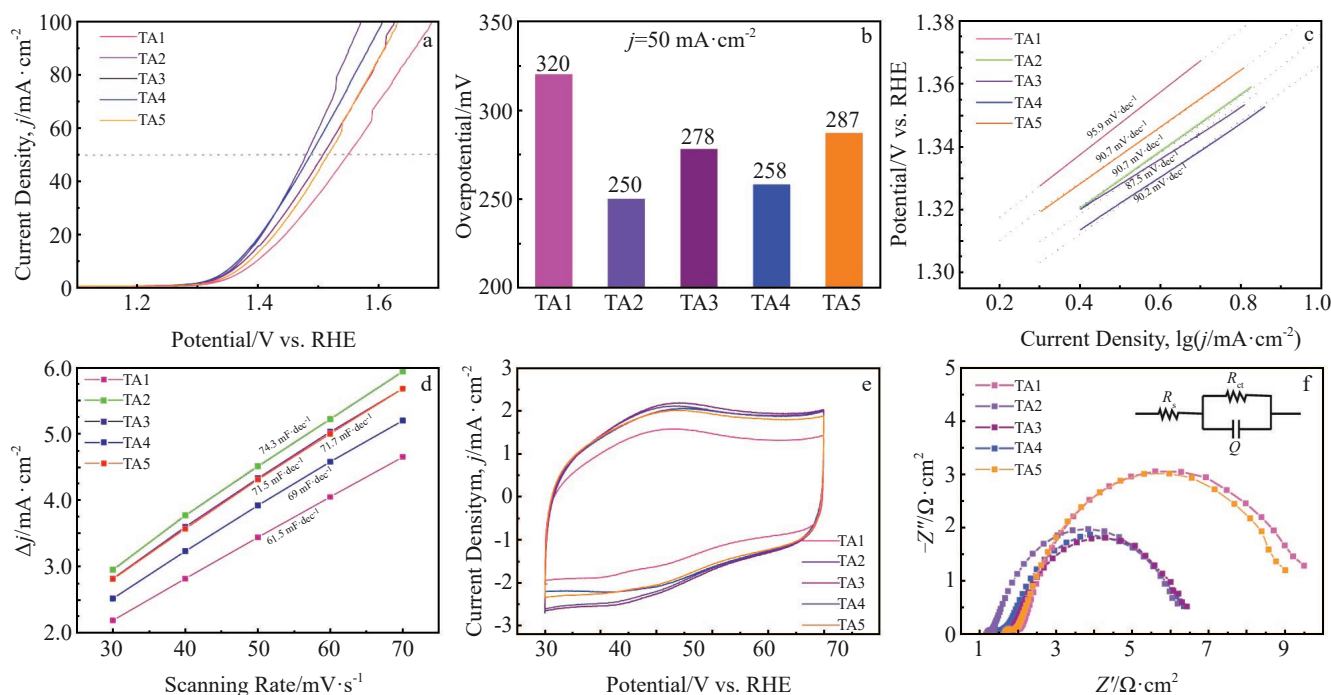 100
80
60
40
20
0
Current Density, j/mA · cm⁻²
TA1
TA2
TA3
TA4
TA5
a
1.2
1.4
1.6
Potential/V vs. RHE
350
300
250
200
Overpotential/mV
j=50 mA·cm⁻²
b
320
250
278
258
287
TA1
TA2
TA3
TA4
TA5
1.38
1.36
1.34
1.32
1.30
Potential/V vs. RHE
TA1
TA2
TA3
TA4
TA5
c
95.9 mV·dec⁻¹
90.7 mV·dec⁻¹
90.7 mV·dec⁻¹
87.5 mV·dec⁻¹
90.2 mV·dec⁻¹
0.2
0.4
0.6
0.8
1.0
Current Density, lg(j/mA·cm⁻²)
6.0
5.0
4.0
3.0
2.0
Δj/mA·cm⁻²
TA1
TA2
TA3
TA4
TA5
d
74.3 mF·dec⁻¹
71.7 mF·dec⁻¹
71.5 mF·dec⁻¹
69 mF·dec⁻¹
61.5 mF·dec⁻¹
30
40
50
60
70
Scanning Rate/mV·s⁻¹
3
2
1
0
-1
-2
-3
Current Densitym, j/mA·cm⁻²
e
TA1
TA2
TA3
TA4
TA5
30
40
50
60
70
Potential/V vs. RHE
5
4
3
2
1
0
−Z″/Ω· cm²
TA1
TA2
TA3
TA4
TA5
f
Rs
Rct
Q
1
3
5
7
9
Z′/Ω·cm²